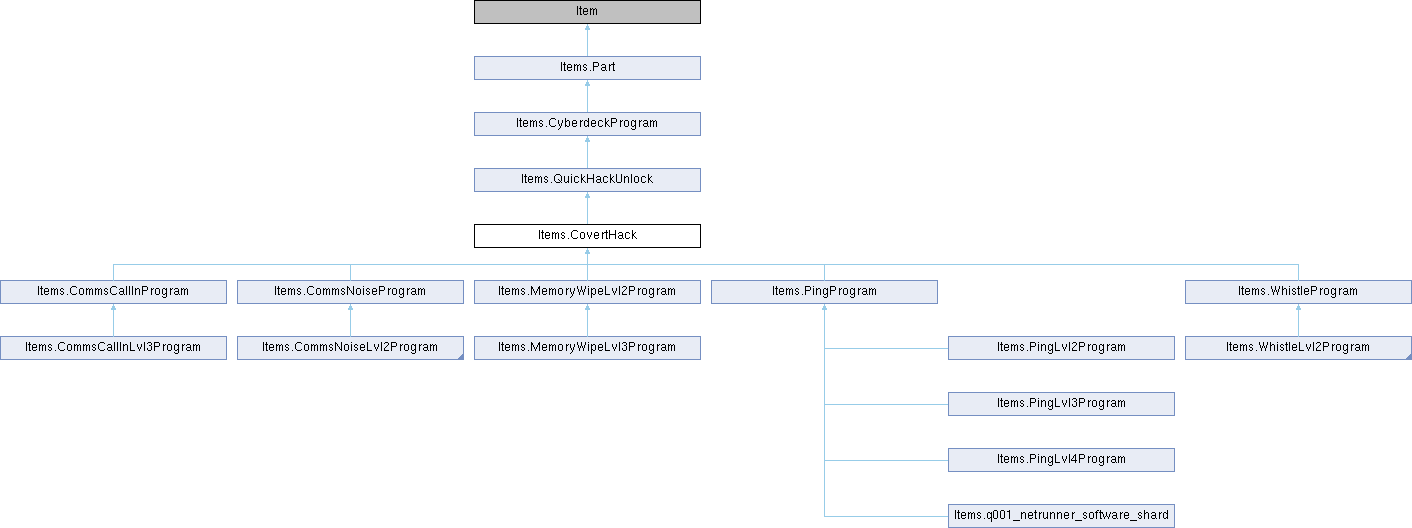 Item
Items.Part
Items.CyberdeckProgram
Items.QuickHackUnlock
Items.CovertHack
Items.CommsCallInProgram
Items.CommsNoiseProgram
Items.MemoryWipeLvl2Program
Items.PingProgram
Items.WhistleProgram
Items.CommsCallInLvl3Program
Items.CommsNoiseLvl2Program
Items.MemoryWipeLvl3Program
Items.PingLvl2Program
Items.WhistleLvl2Program
Items.PingLvl3Program
Items.PingLvl4Program
Items.q001_netrunner_software_shard